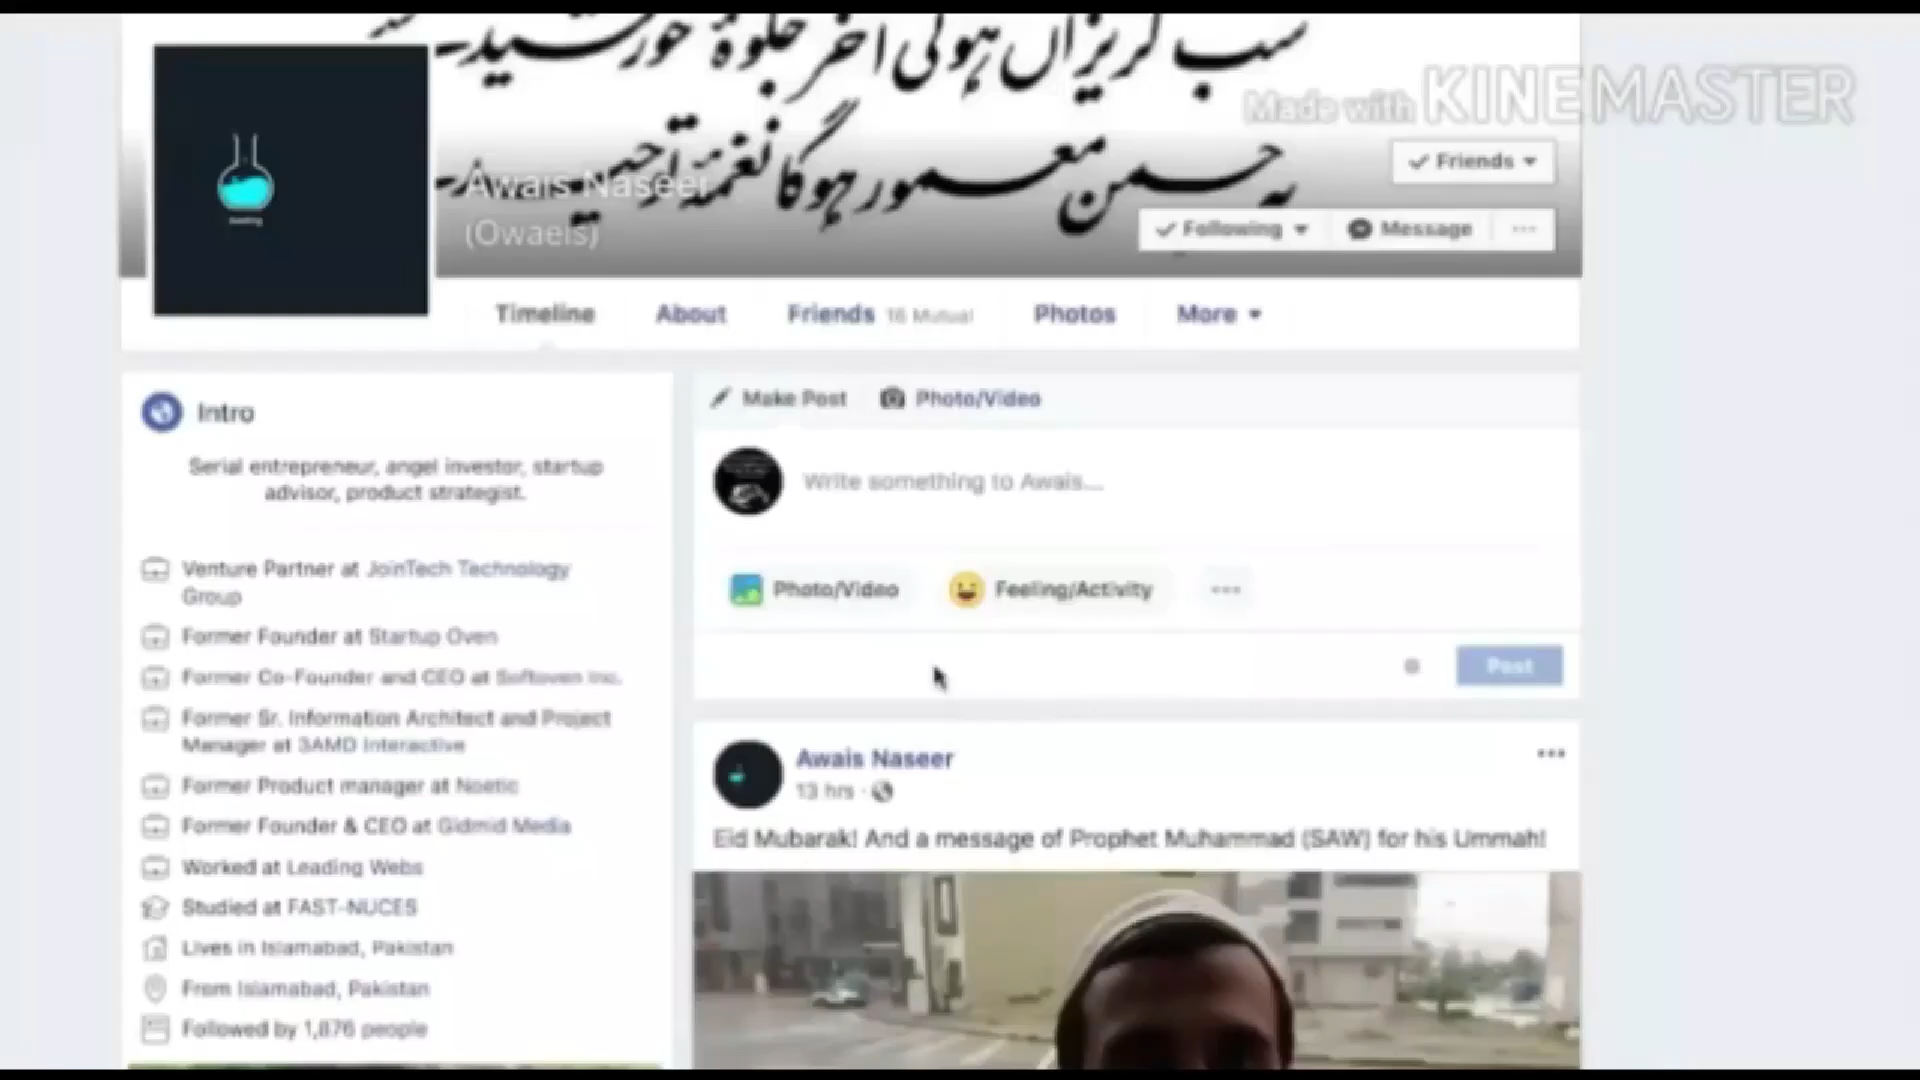 شب گریزاں ہوگی آخر جلوۂ خورشید سے
یہ چمن معمور ہوگا نغمۂ توحید سے
Made with KINEMASTER
Friends
Awais Naseer
(Owaels)
Following
Message
Timeline
About
Friends 16 Mutual
Photos
More
Intro
Serial entrepreneur, angel investor, startup
advisor, product strategist.
Venture Partner at JoinTech Technology
Group
Former Founder at Startup Oven
Former Co-Founder and CEO at Softoven Inc.
Former Sr. Information Architect and Project
Manager at 3AMD Interactive
Former Product manager at Noetic
Former Founder & CEO at Gidmid Media
Worked at Leading Webs
Studied at FAST-NUCES
Lives in Islamabad, Pakistan
From Islamabad, Pakistan
Followed by 1,876 people
Make Post
Photo/Video
Write something to Awais...
Photo/Video
Feeling/Activity
Post
Awais Naseer
13 hrs
Eid Mubarak! And a message of Prophet Muhammad (SAW) for his Ummah!